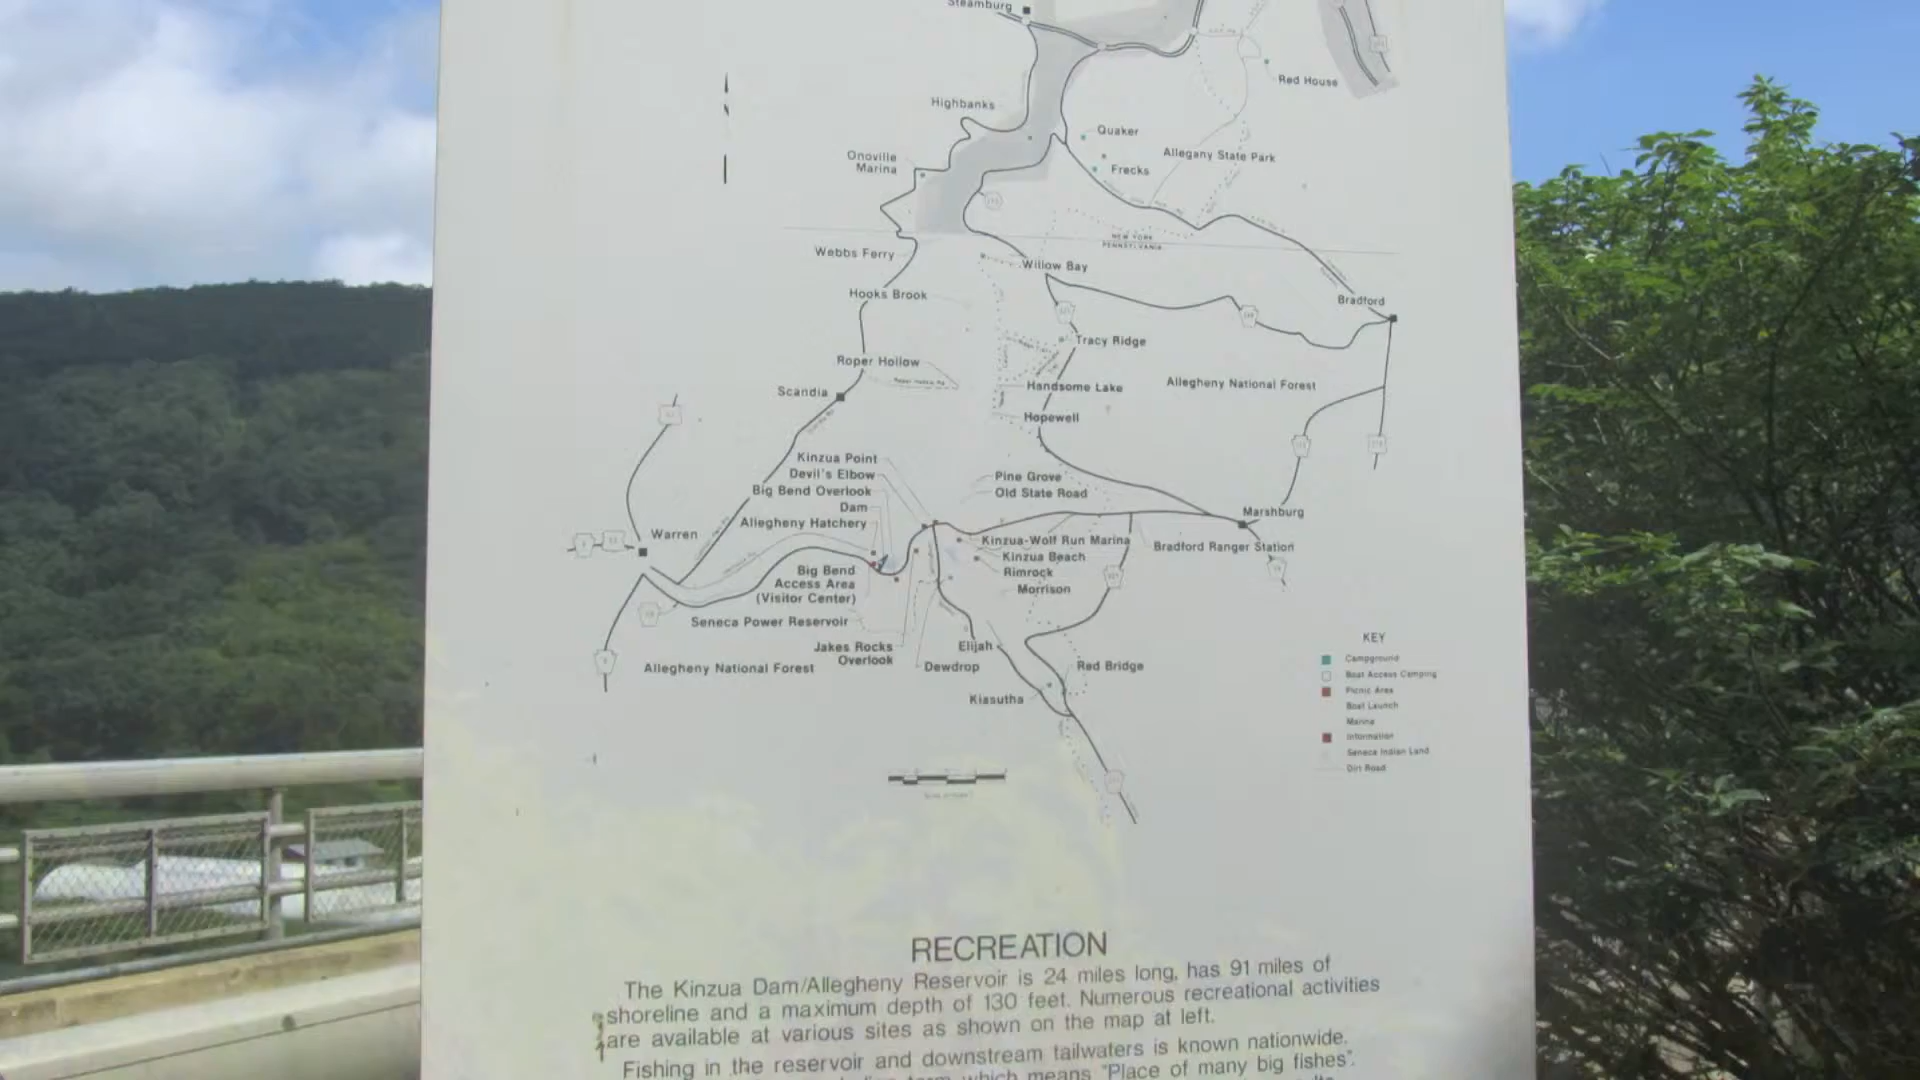 Steamburg
Red House
Highbanks
Quaker
Onoville
Marina
Allegany State Park
Frecks
NEW YORK
PENNSYLVANIA
Webbs Ferry
Willow Bay
Hooks Brook
Bradford
Tracy Ridge
Roper Hollow
Roper Hollow Rd
Handsome Lake
Allegheny National Forest
Scandia
Hopewell
Kinzua Point
Devil's Elbow
Big Bend Overlook
Dam
Allegheny Hatchery
Pine Grove
Old State Road
Marshburg
Warren
Kinzua-Wolf Run Marina
Bradford Ranger Station
Kinzua Beach
Rimrock
Morrison
Big Bend
Access Area
(Visitor Center)
Seneca Power Reservoir
Jakes Rocks
Overlook
Elijah
Dewdrop
Red Bridge
Kiasutha
Allegheny National Forest
KEY
Campground
Boat Access Camping
Picnic Area
Boat Launch
Marina
Information
Seneca Indian Land
Dirt Road
RECREATION
The Kinzua Dam/Allegheny Reservoir is 24 miles long, has 91 miles of
shoreline and a maximum depth of 130 feet. Numerous recreational activities
are available at various sites as shown on the map at left.
Fishing in the reservoir and downstream tailwaters is known nationwide.
term which means "Place of many big fishes".